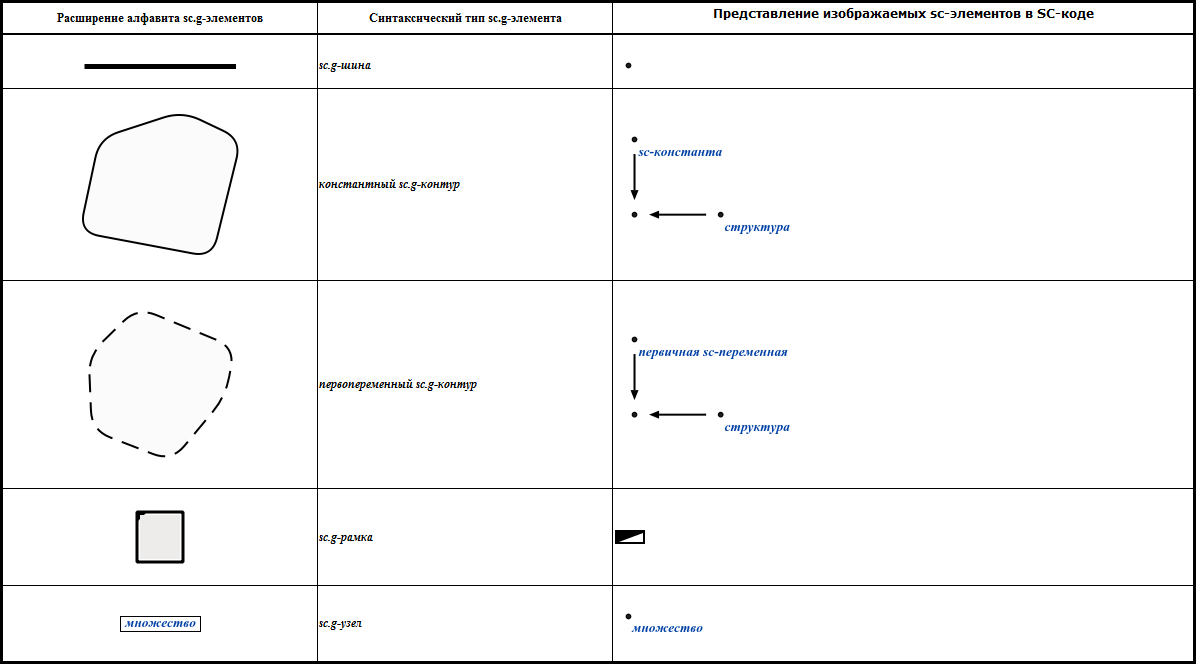 Расширение алфавита sc.g-элементов
Синтаксический тип sc.g-элемента
Представление изображаемых sc-элементов в SC-коде
sc.g-шина
константный sc.g-контур
sc-константа
структура
первопеременный sc.g-контур
первичная sc-переменная
структура
sc.g-рамка
множество
sc.g-узел
множество